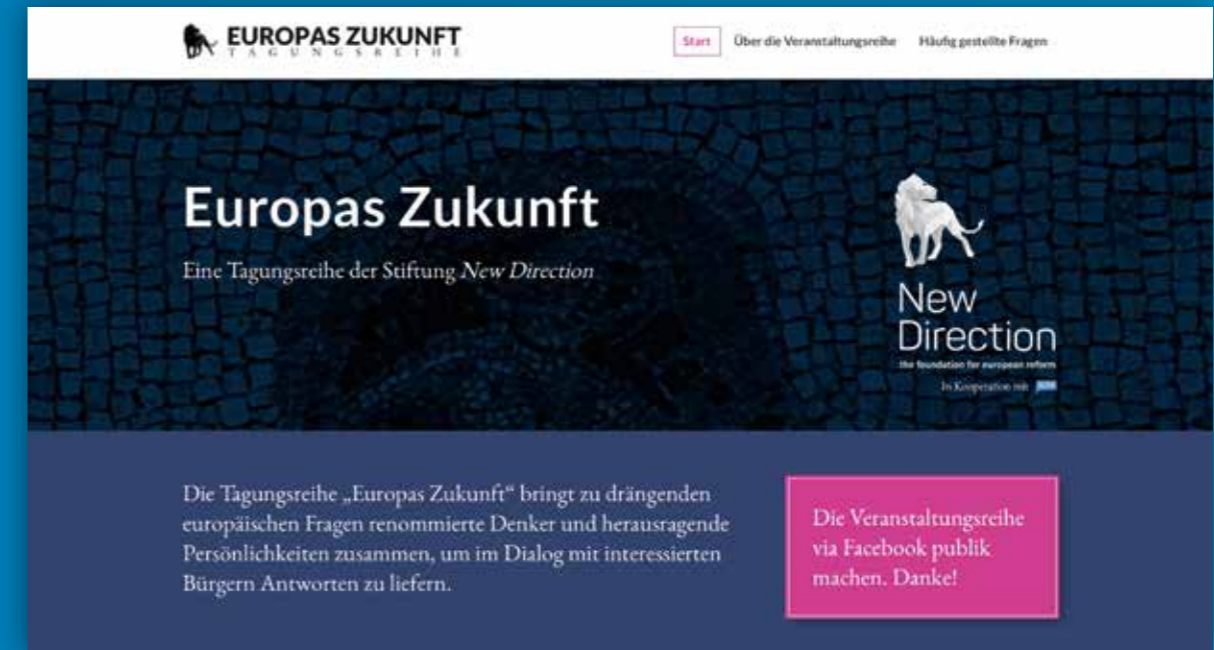 EUROPAS ZUKUNFT
TAGUNGSREIHE
Start Über die Veranstaltungsreihe Häufig gestellte Fragen
Europas Zukunft
Eine Tagungsreihe der Stiftung New Direction
New
Direction
the foundation for european reform
In Kooperation mit
Die Tagungsreihe „Europas Zukunft“ bringt zu drängenden
europäischen Fragen renommierte Denker und herausragende
Persönlichkeiten zusammen, um im Dialog mit interessierten
Bürgern Antworten zu liefern.
Die Veranstaltungsreihe
via Facebook publik
machen. Danke!